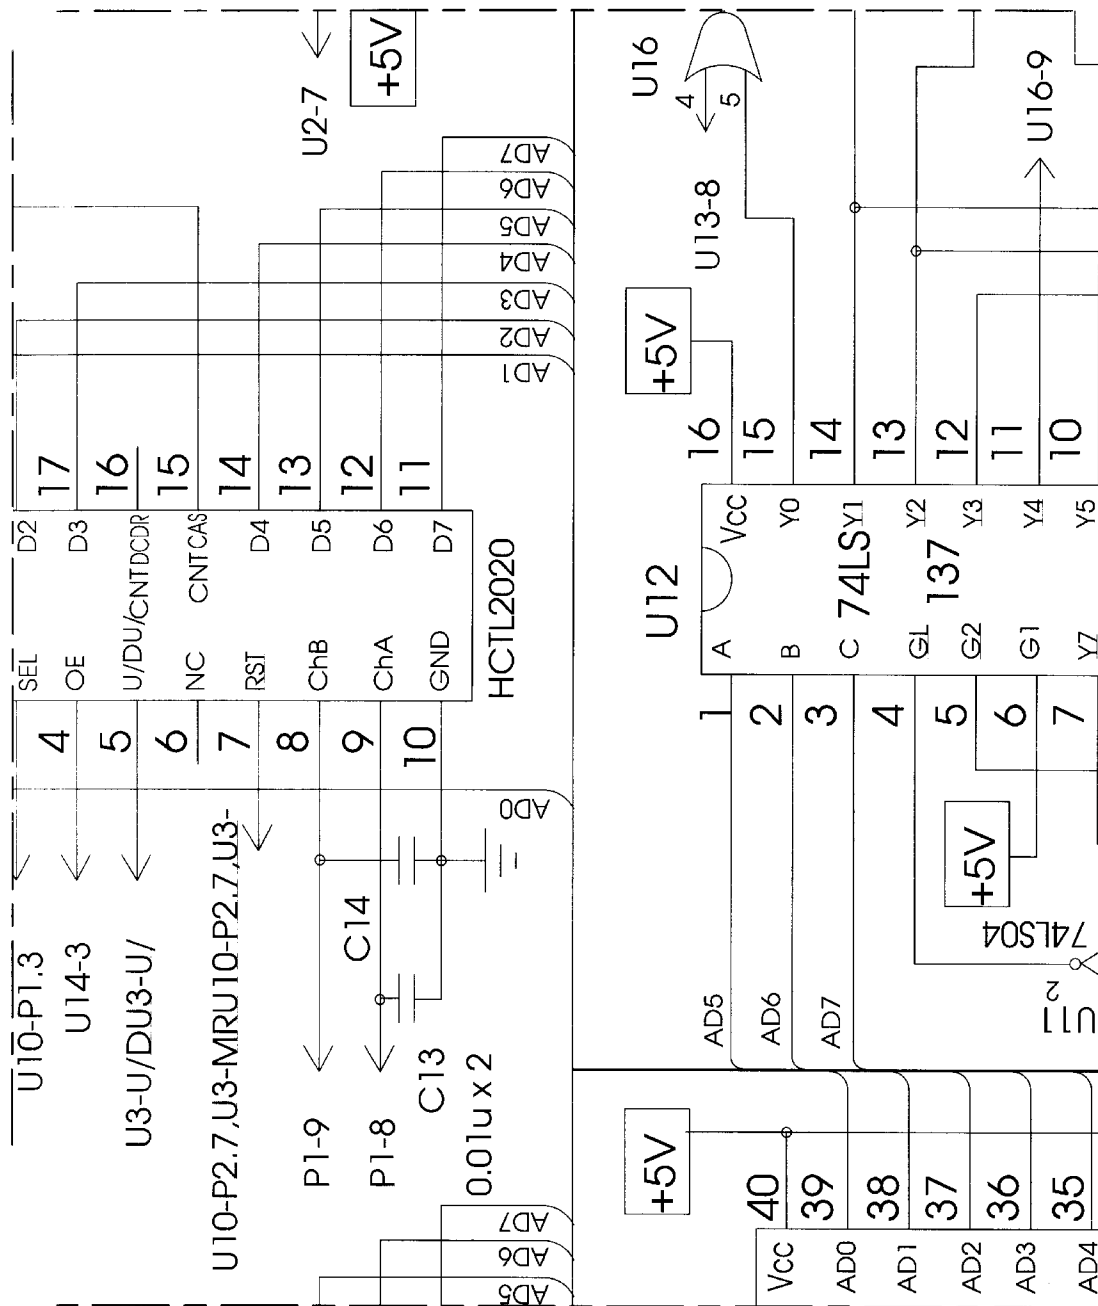 U2-7
+5V
AD7
AD6
AD5
AD4
AD3
AD2
AD1
17
16
15
14
13
12
11
D2
D3
U/DU/CNTDCDR
CNTCAS
D4
D5
D6
D7
SEL
OE
NC
RST
ChB
ChA
GND
HCTL2020
4
5
6
7
8
9
10
AD0
U10-P1.3
U14-3
U3-U/DU3-U/
U10-P2.7,U3-MRU10-P2.7,U3-
C14
P1-9
P1-8
C13
0.01u x 2
AD7
AD6
AD5
U16
4
5
U13-8
U16-9
+5V
16
15
14
13
12
11
10
Vcc
Y0
Y1
Y2
Y3
Y4
Y5
U12
74LS
137
A
B
C
GL
G2
G1
Y7
1
2
3
4
5
6
7
+5V
74LS04
2
U11
AD5
AD6
AD7
+5V
40
39
38
37
36
35
Vcc
AD0
AD1
AD2
AD3
AD4